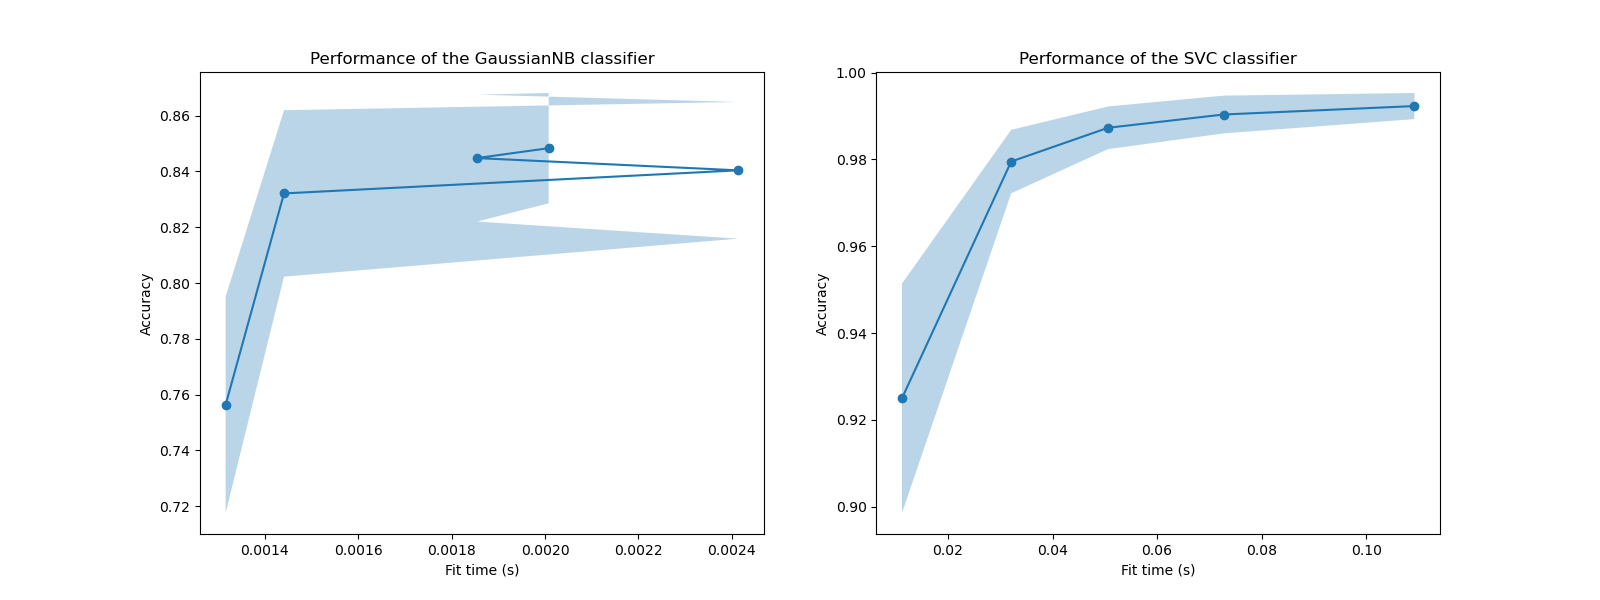 Performance of the GaussianNB classifier
Accuracy
0.86
0.84
0.82
0.80
0.78
0.76
0.74
0.72
0.0014 0.0016 0.0018 0.0020 0.0022 0.0024
Fit time (s)
Performance of the SVC classifier
Accuracy
1.00
0.98
0.96
0.94
0.92
0.90
0.02 0.04 0.06 0.08 0.10
Fit time (s)